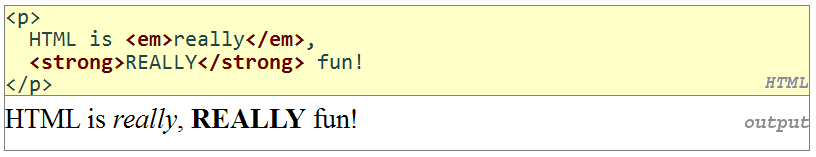 <p>
HTML is <em>really</em>,
<strong>REALLY</strong> fun!
</p>
HTML
HTML is really, REALLY fun!
output